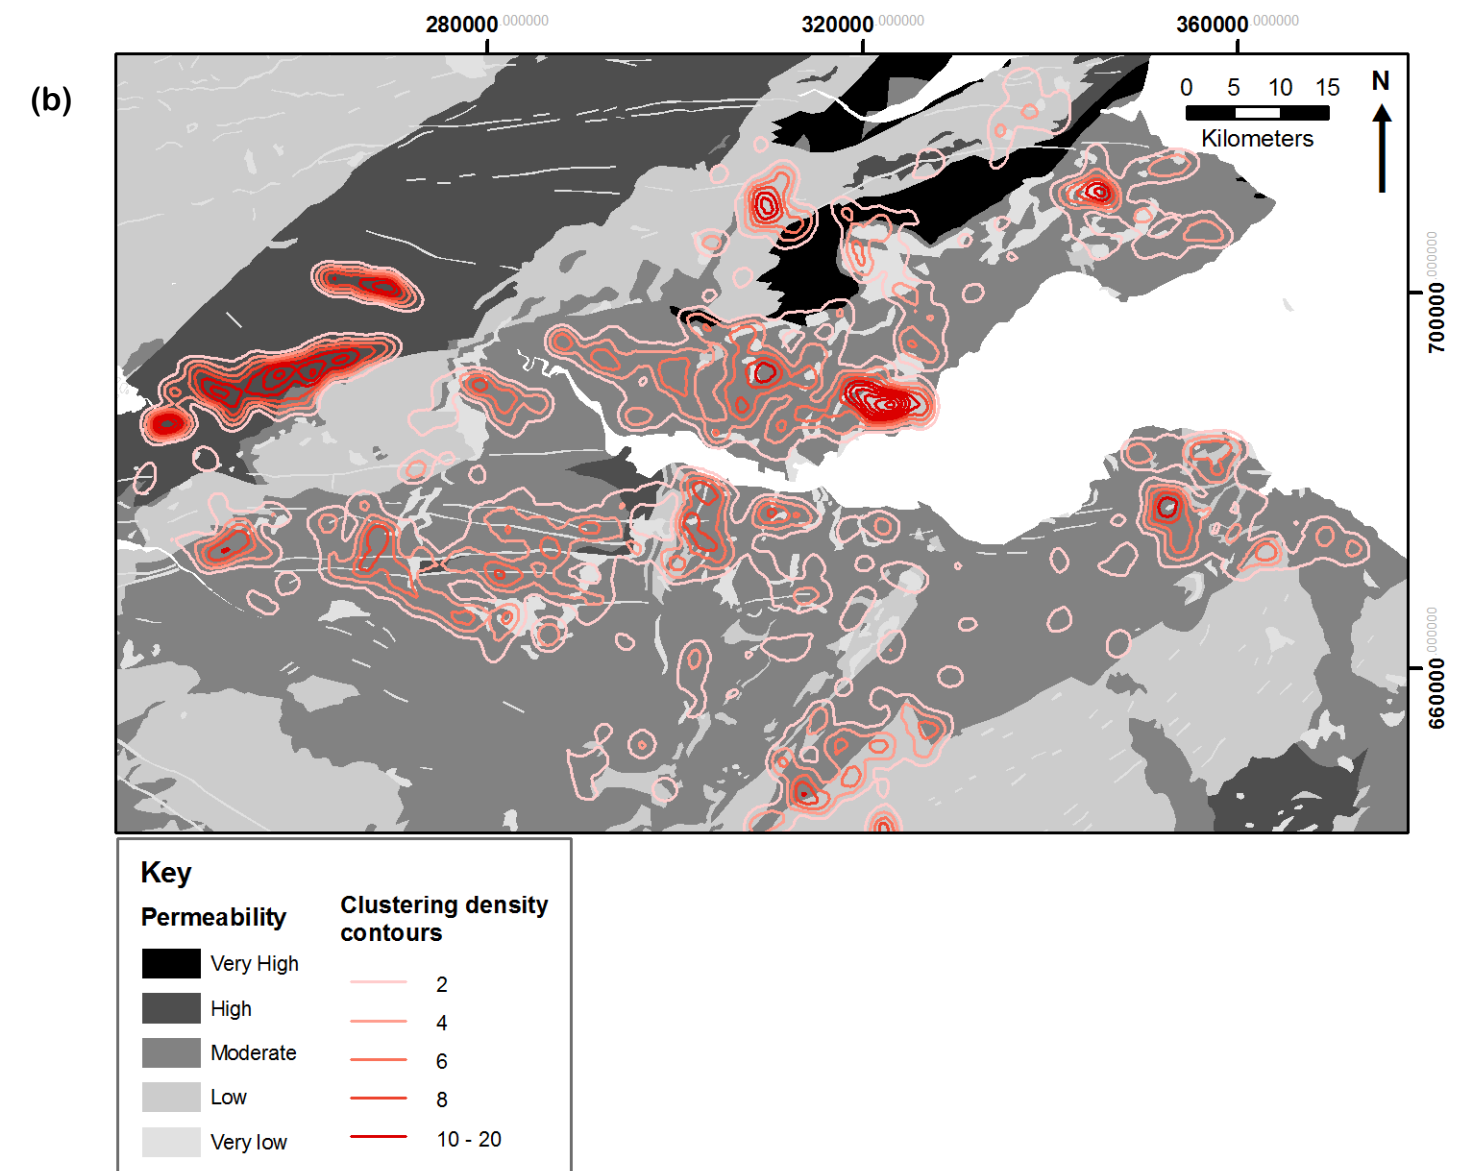 280000.000000 320000.000000 360000.000000
(b)
0 5 10 15
Kilometers
N
700000.000000
660000.000000
Key
Permeability
Very High
High
Moderate
Low
Very low
Clustering density
contours
2
4
6
8
10 - 20